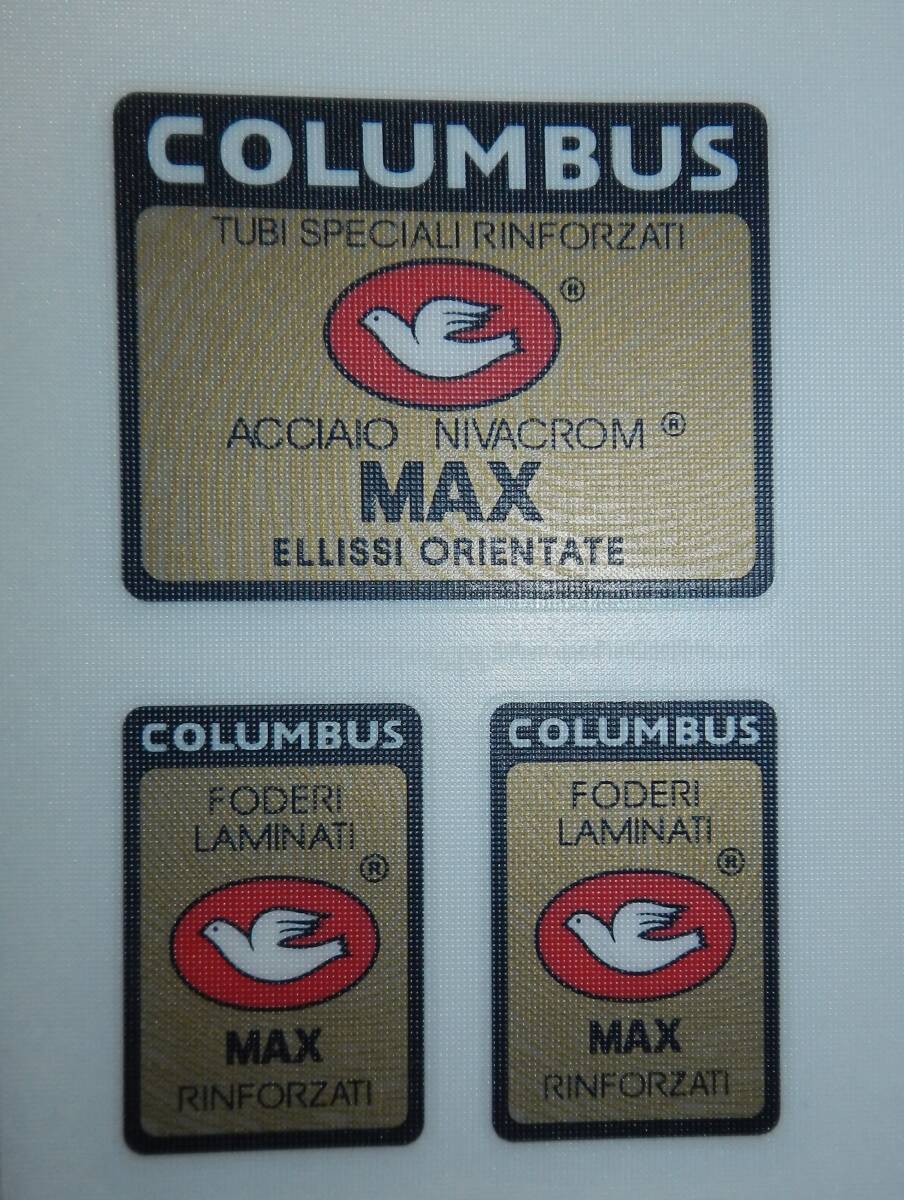 COLUMBUS
TUBI SPECIALI RINFORZATI
®
ACCIAIO NIVACROM ®
MAX
ELLISSI ORIENTATE
COLUMBUS
FODERI
LAMINATI
®
MAX
RINFORZATI
COLUMBUS
FODERI
LAMINATI
®
MAX
RINFORZATI